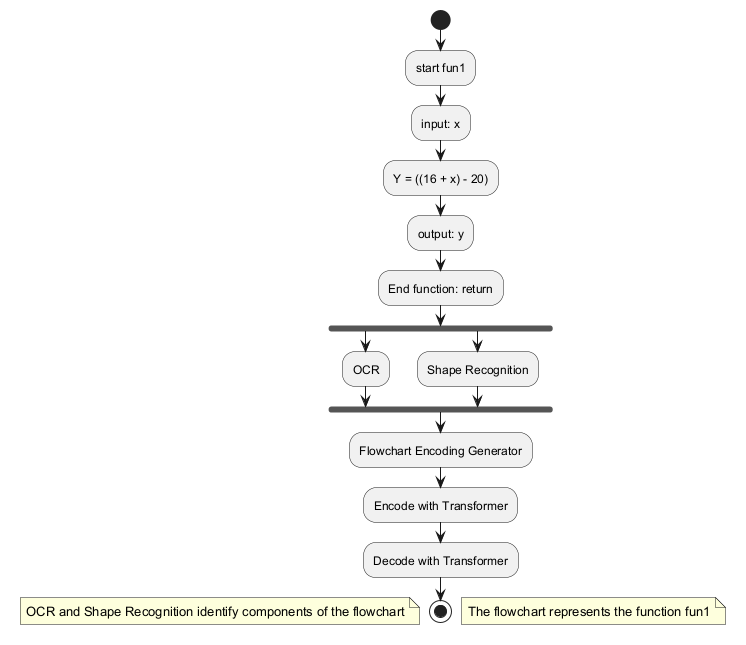 start fun1
input: x
Y = ((16 + x) - 20)
output: y
End function: return
OCR
Shape Recognition
Flowchart Encoding Generator
Encode with Transformer
Decode with Transformer
OCR and Shape Recognition identify components of the flowchart
The flowchart represents the function fun1